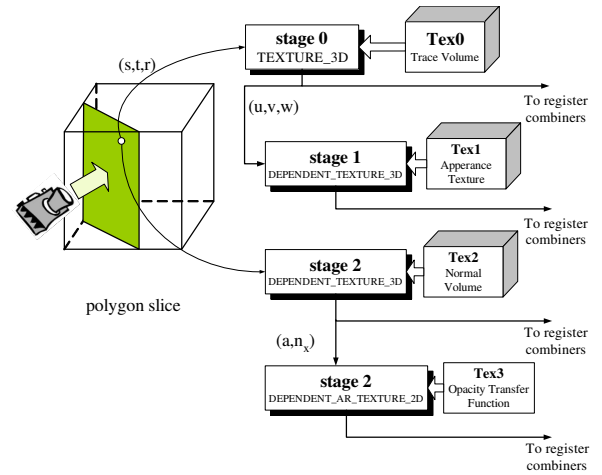 stage 0
TEXTURE_3D
Tex0
Trace Volume
(s,t,r)
To register
combiners
(u,v,w)
stage 1
DEPENDENT_TEXTURE_3D
Tex1
Apperance
Texture
To register
combiners
stage 2
DEPENDENT_TEXTURE_3D
Tex2
Normal
Volume
polygon slice
To register
combiners
(a,nx)
stage 2
DEPENDENT_AR_TEXTURE_2D
Tex3
Opacity Transfer
Function
To register
combiners